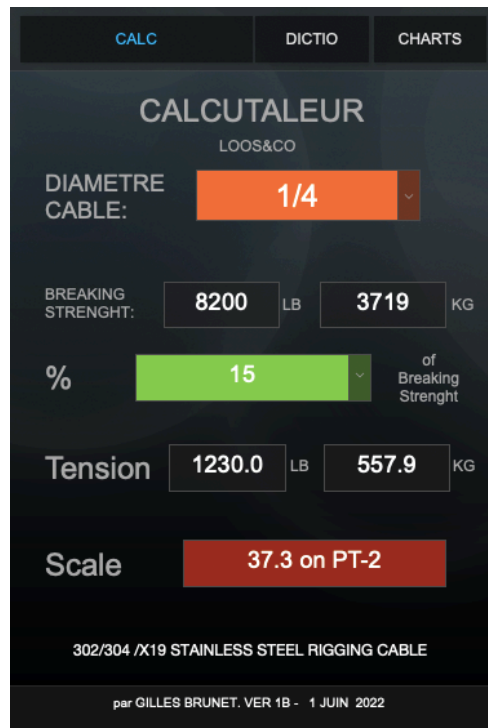 CALC DICTIO CHARTS
CALCUTALEUR
LOOS&CO
DIAMETRE
CABLE:
1/4
BREAKING
STRENGHT:
8200 LB 3719 KG
% 15
of
Breaking
Strenght
Tension 1230.0 LB 557.9 KG
Scale 37.3 on PT-2
302/304 /X19 STAINLESS STEEL RIGGING CABLE
par GILLES BRUNET. VER 1B - 1 JUIN 2022